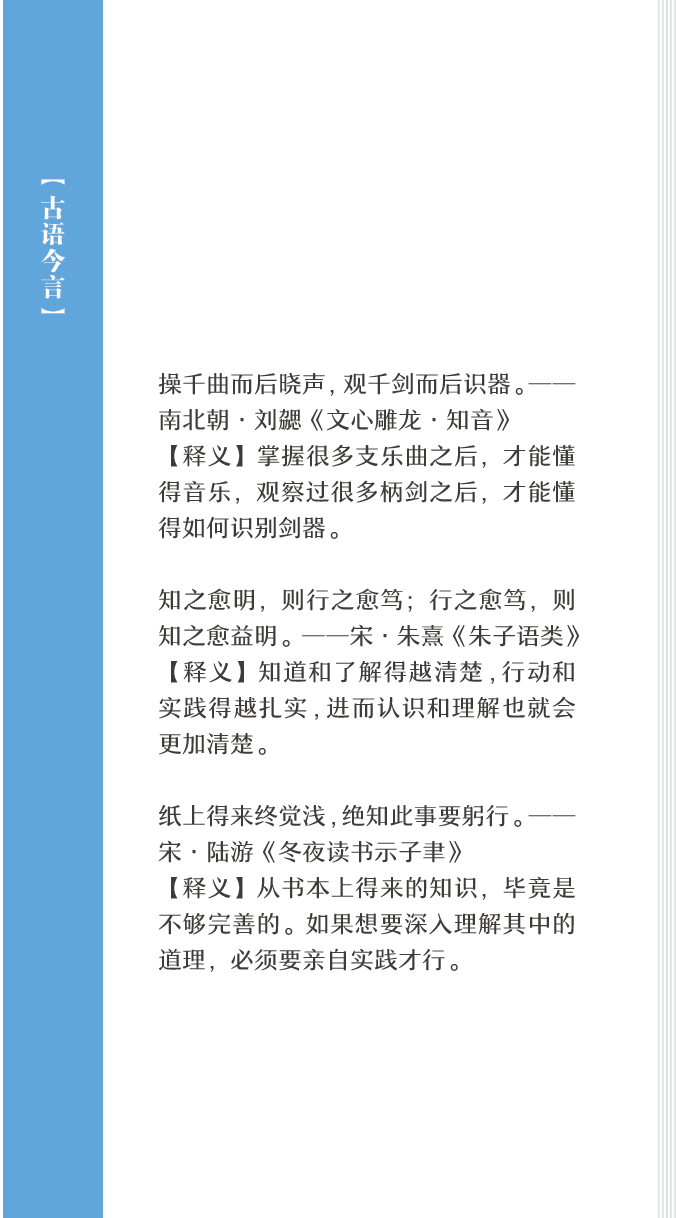 【古语今言】
操千曲而后晓声，观千剑而后识器。——
南北朝·刘勰《文心雕龙·知音》
【释义】掌握很多支乐曲之后，才能懂
得音乐，观察过很多柄剑之后，才能懂
得如何识别剑器。
知之愈明，则行之愈笃；行之愈笃，则
知之愈益明。——宋·朱熹《朱子语类》
【释义】知道和了解得越清楚,行动和
实践得越扎实,进而认识和理解也就会
更加清楚。
纸上得来终觉浅,绝知此事要躬行。——
宋·陆游《冬夜读书示子聿》
【释义】从书本上得来的知识，毕竟是
不够完善的。如果想要深入理解其中的
道理，必须要亲自实践才行。